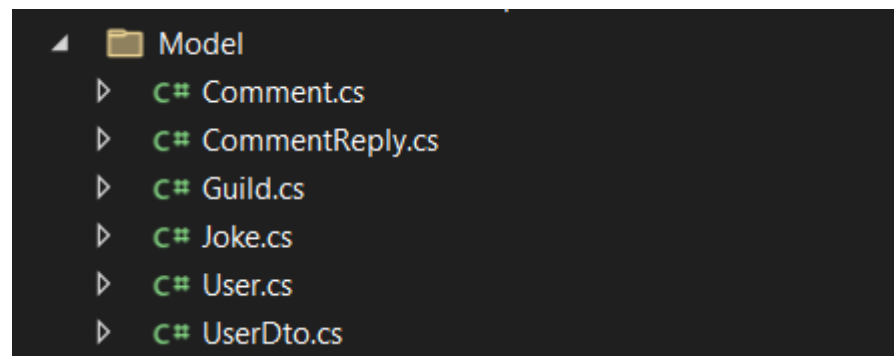 Model
C# Comment.cs
C# CommentReply.cs
C# Guild.cs
C# Joke.cs
C# User.cs
C# UserDto.cs